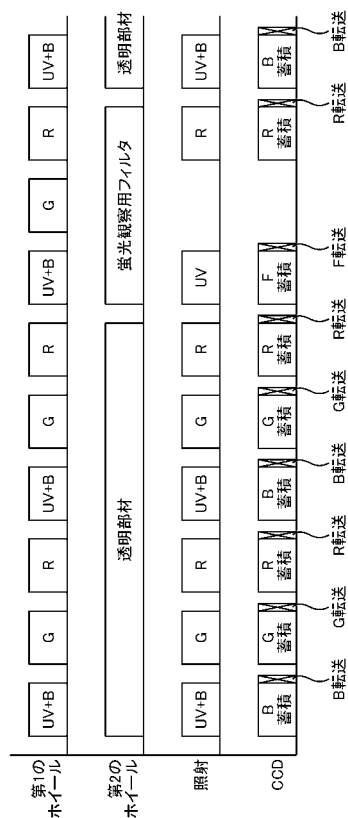 第1の
ホイール
UV+B
G
R
UV+B
G
R
UV+B
G
R
UV+B
第2の
ホイール
透明部材
蛍光観察用フィルタ
透明部材
照射
UV+B
G
R
UV+B
G
R
UV
R
UV+B
CCD
B
蓄積
G
蓄積
R
蓄積
B
蓄積
G
蓄積
R
蓄積
F
蓄積
R
蓄積
B
蓄積
B転送
G転送
R転送
B転送
G転送
R転送
F転送
R転送
B転送